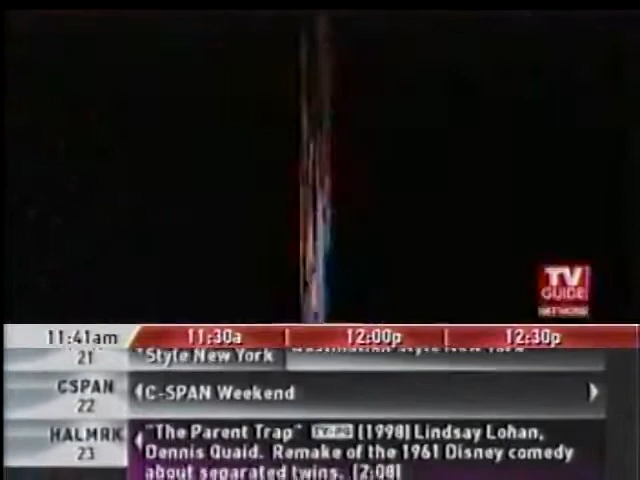 TV
GUIDE
NETWORK
11:41am 11:30a 12:00p 12:30p
21 "Style New York
CSPAN
22
C-SPAN Weekend
HALMRK
23
"The Parent Trap" TV-PG (1998) Lindsay Lohan,
Dennis Quaid. Remake of the 1961 Disney comedy
about separated twins. (2:08)